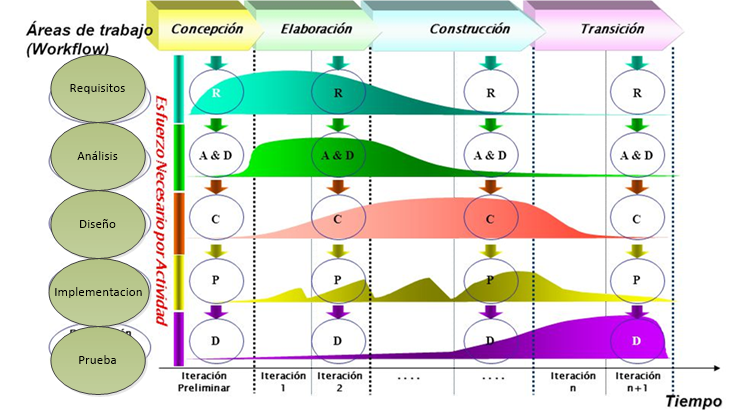 Áreas de trabajo
(Workflow)
Concepción
Elaboración
Construcción
Transición
Requisitos
R
R
R
R
Análisis
A & D
A & D
A & D
A & D
Diseño
C
C
C
C
Implementacion
P
P
P
P
Prueba
D
D
D
D
Esfuerzo Necesario por Actividad
Iteración
Preliminar
Iteración
1
Iteración
2
. . . .
. . . .
Iteración
n
Iteración
n+1
Tiempo